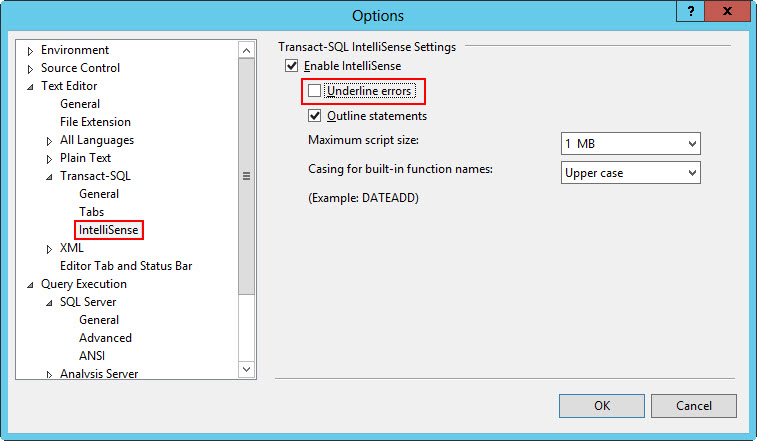 Options
?
x
Environment
Source Control
Text Editor
General
File Extension
All Languages
Plain Text
Transact-SQL
General
Tabs
IntelliSense
XML
Editor Tab and Status Bar
Query Execution
SQL Server
General
Advanced
ANSI
Analysis Server
Transact-SQL IntelliSense Settings
Enable IntelliSense
Underline errors
Outline statements
Maximum script size:
1 MB
Casing for built-in function names:
Upper case
(Example: DATEADD)
OK
Cancel